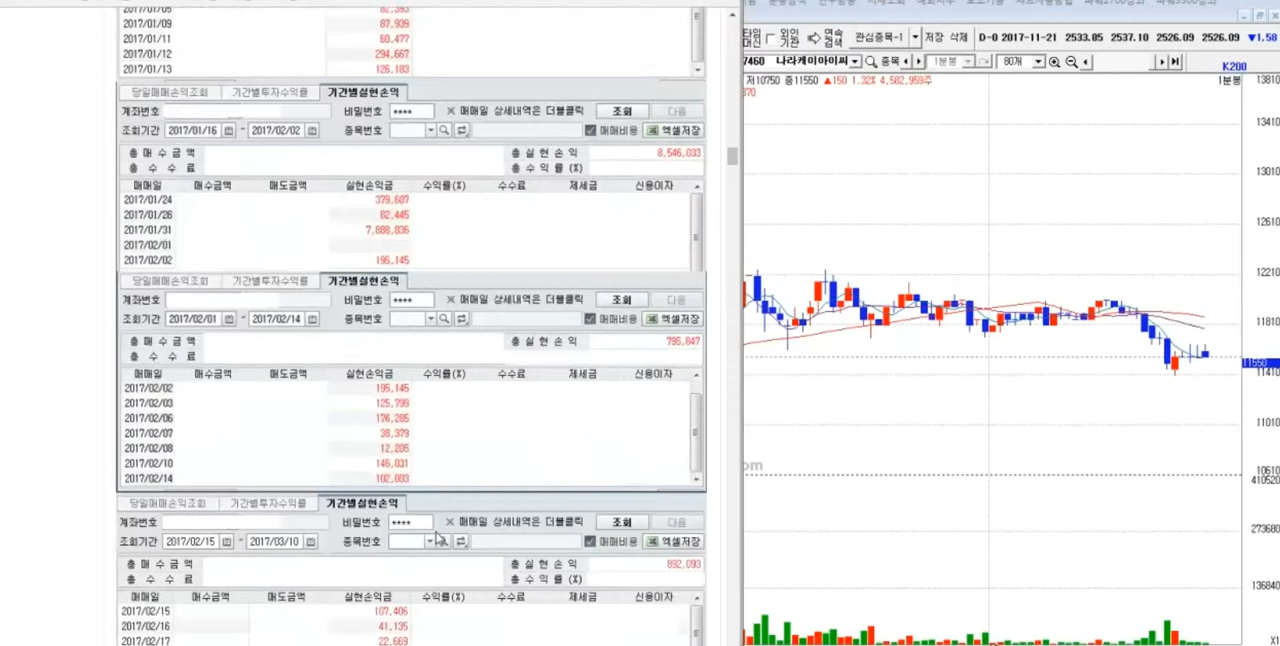 2017/01/05 82,393
2017/01/09 87,939
2017/01/11 60,477
2017/01/12 294,667
2017/01/13 126,183
당일매매손익조회 기간별투자수익률 기간별실현손익
계좌번호 비밀번호 **** ※ 매매일 상세내역은 더블클릭 조회 다음
조회기간 2017/01/16 ~ 2017/02/02 종목번호 매매비용 엑셀저장
총 매 수 금 액 총 실 현 손 익 8,546,033
총 수 수 료 총 수 익 률 (%)
매매일 매수금액 매도금액 실현손익금 수익률(%) 수수료 제세금 신용이자
2017/01/24 379,607
2017/01/26 82,445
2017/01/31 7,888,836
2017/02/01
2017/02/02 195,145
당일매매손익조회 기간별투자수익률 기간별실현손익
계좌번호 비밀번호 **** ※ 매매일 상세내역은 더블클릭 조회 다음
조회기간 2017/02/01 ~ 2017/02/14 종목번호 매매비용 엑셀저장
총 매 수 금 액 총 실 현 손 익 795,847
총 수 수 료
매매일 매수금액 매도금액 실현손익금 수익률(%) 수수료 제세금 신용이자
2017/02/02 195,145
2017/02/03 125,799
2017/02/06 176,285
2017/02/07 38,379
2017/02/08 12,205
2017/02/10 146,031
2017/02/14 102,003
당일매매손익조회 기간별투자수익률 기간별실현손익
계좌번호 비밀번호 **** ※ 매매일 상세내역은 더블클릭 조회 다음
조회기간 2017/02/15 ~ 2017/03/10 종목번호 매매비용 엑셀저장
총 매 수 금 액 총 실 현 손 익 892,093
총 수 수 료 총 수 익 률 (%)
매매일 매수금액 매도금액 실현손익금 수익률(%) 수수료 제세금 신용이자
2017/02/15 107,406
2017/02/16 41,135
2017/02/17 22,669
타임머신 외인기관 연속검색 관심종목-1 저장 삭제 D-0 2017-11-21 2533.85 2537.10 2526.09 2526.09 ▼1.58
7460 나라케이아이씨 종목 1분봉 80개
K200
저10750 종11550 ▲150 1.32% 4,582,959주 1분봉
370
13810
13410
13010
12610
12210
11810
11550
11410
11010
10610
om
410520
273680
136840
X1